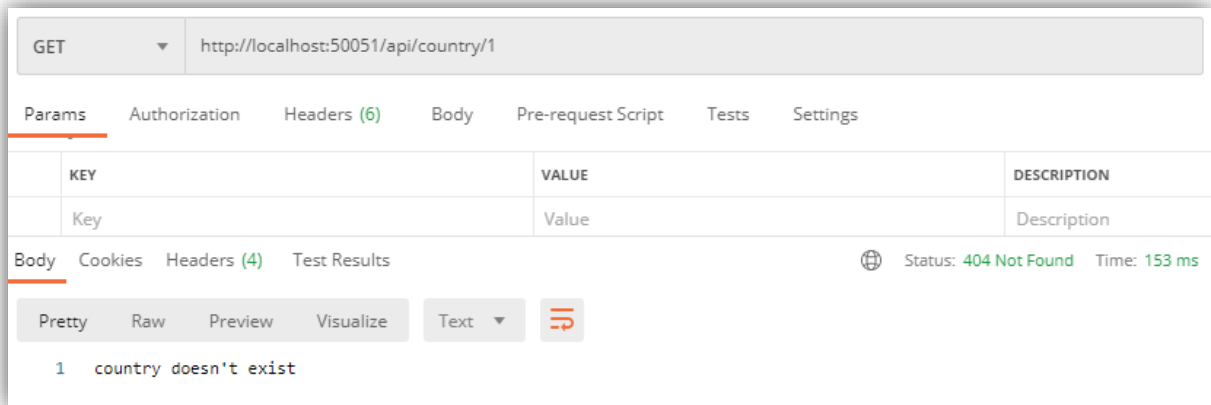 GET http://localhost:50051/api/country/1
Params Authorization Headers (6) Body Pre-request Script Tests Settings
KEY VALUE DESCRIPTION
Key Value Description
Body Cookies Headers (4) Test Results Status: 404 Not Found Time: 153 ms
Pretty Raw Preview Visualize Text
1 country doesn't exist